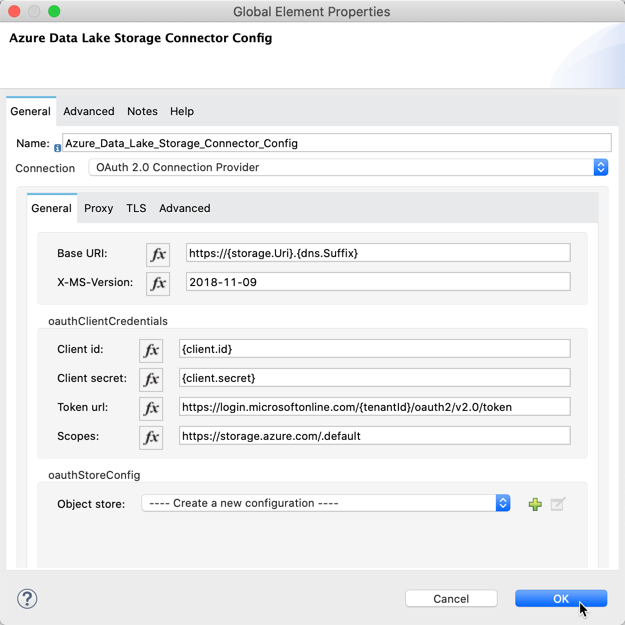 Global Element Properties
Azure Data Lake Storage Connector Config
General Advanced Notes Help
Name: Azure_Data_Lake_Storage_Connector_Config
Connection OAuth 2.0 Connection Provider
General Proxy TLS Advanced
Base URI: fx https://{storage.Uri}.{dns.Suffix}
X-MS-Version: fx 2018-11-09
oauthClientCredentials
Client id: fx {client.id}
Client secret: fx {client.secret}
Token url: fx https://login.microsoftonline.com/{tenantId}/oauth2/v2.0/token
Scopes: fx https://storage.azure.com/.default
oauthStoreConfig
Object store: ---- Create a new configuration ----
? Cancel OK